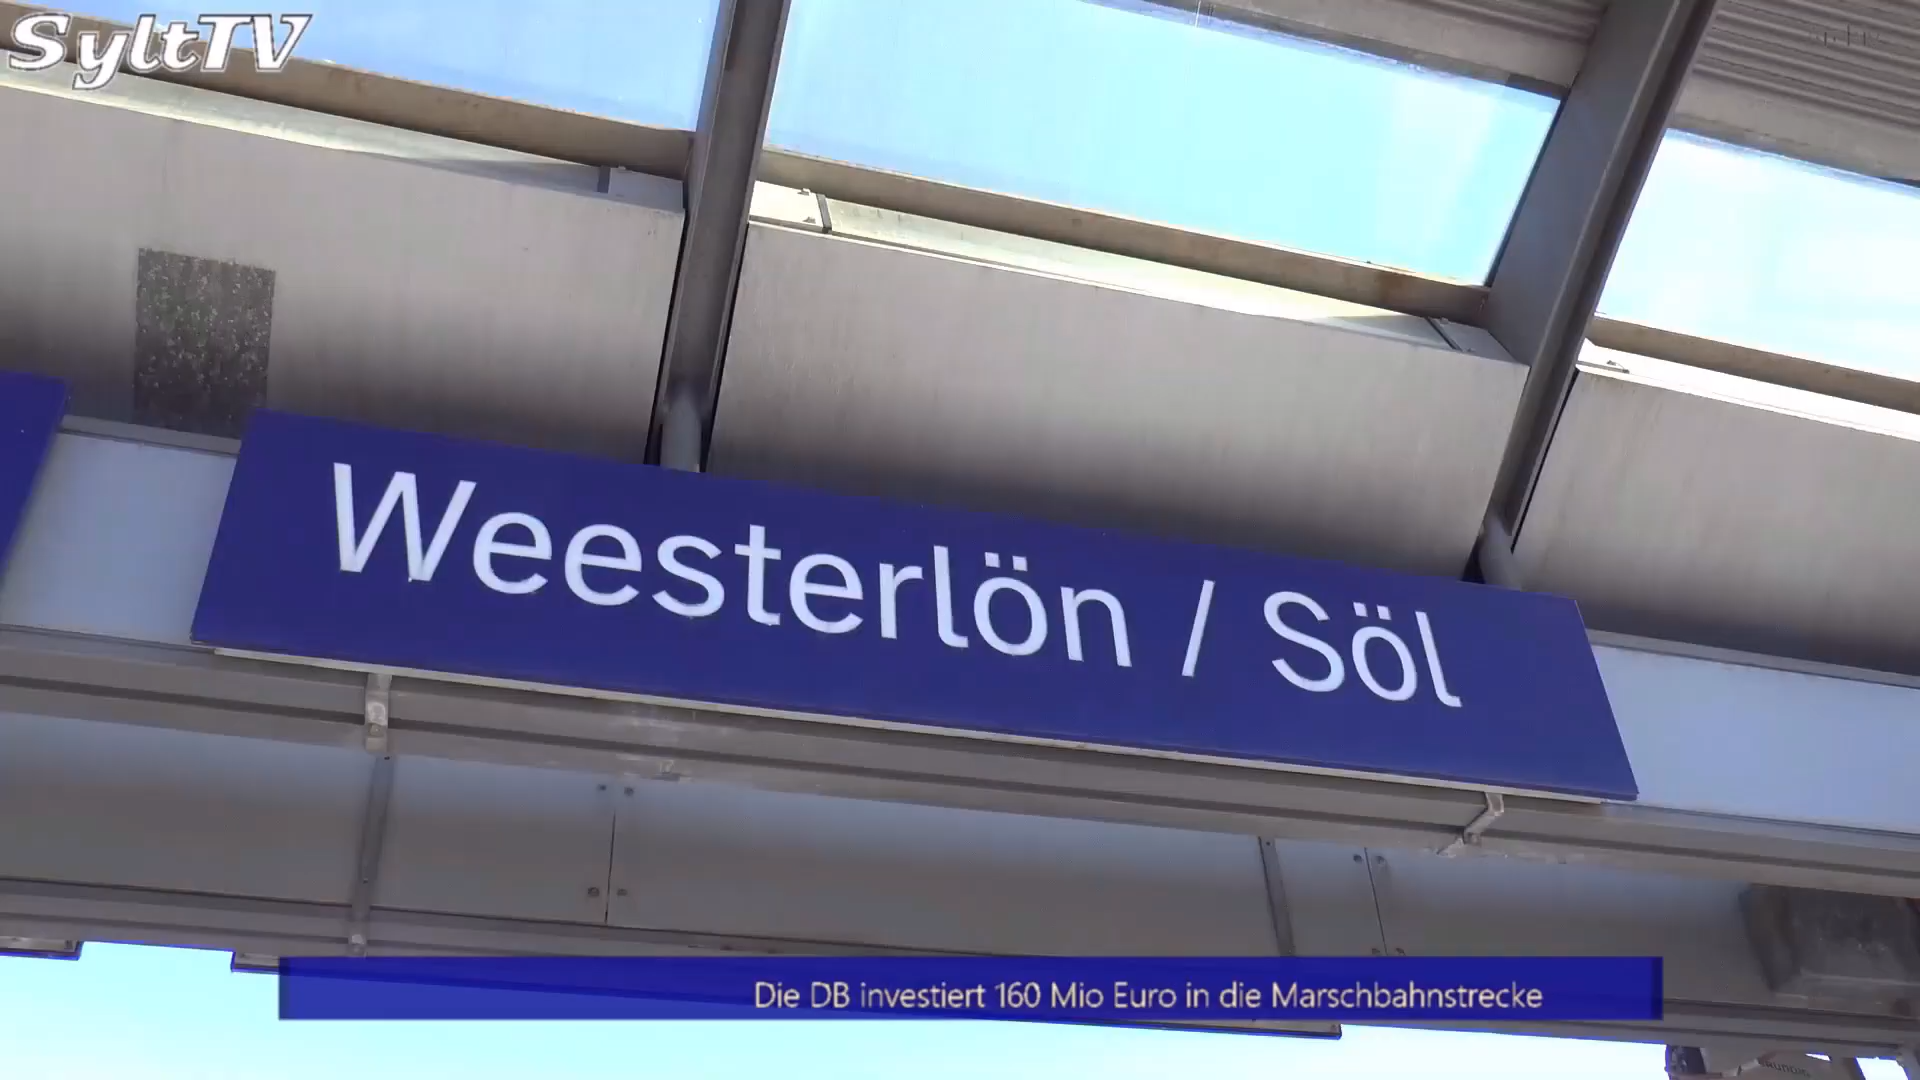 SyltTV
Weesterlön / Söl
Die DB investiert 160 Mio Euro in die Marschbahnstrecke